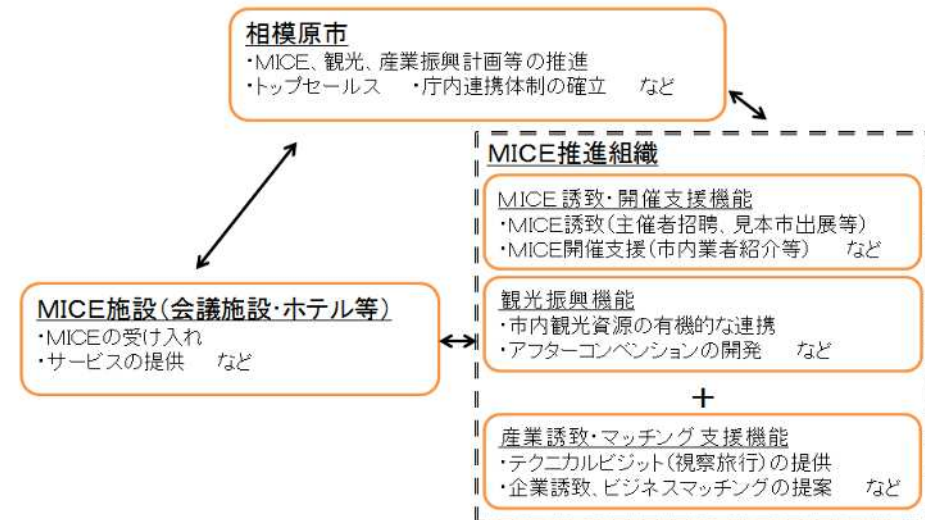 相模原市
・MICE、観光、産業振興計画等の推進
・トップセールス　・庁内連携体制の確立　など
MICE推進組織
MICE誘致・開催支援機能
・MICE誘致(主催者招聘、見本市出展等)
・MICE開催支援(市内業者紹介等)　など
観光振興機能
・市内観光資源の有機的な連携
・アフターコンベンションの開発　など
＋
産業誘致・マッチング支援機能
・テクニカルビジット(視察旅行)の提供
・企業誘致、ビジネスマッチングの提案　など
MICE施設(会議施設・ホテル等)
・MICEの受け入れ
・サービスの提供　など